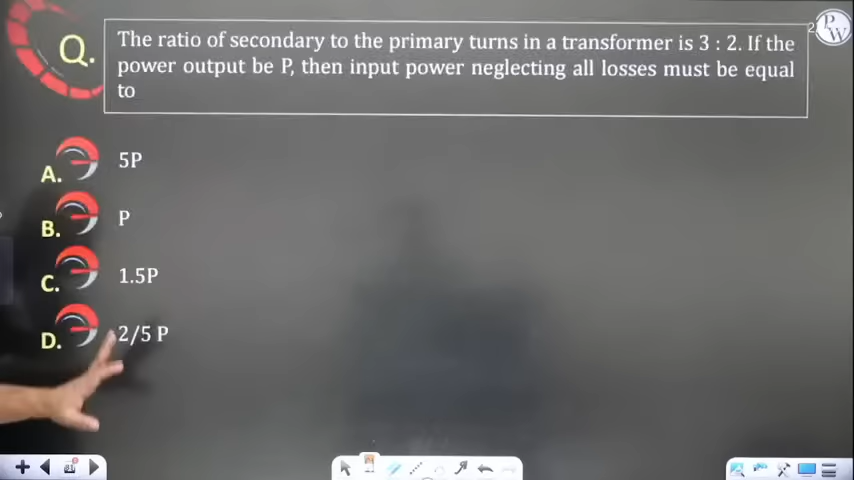 Q.
The ratio of secondary to the primary turns in a transformer is 3 : 2. If the
power output be P, then input power neglecting all losses must be equal
to
A. 5P
B. P
C. 1.5P
D. 2/5 P
PW